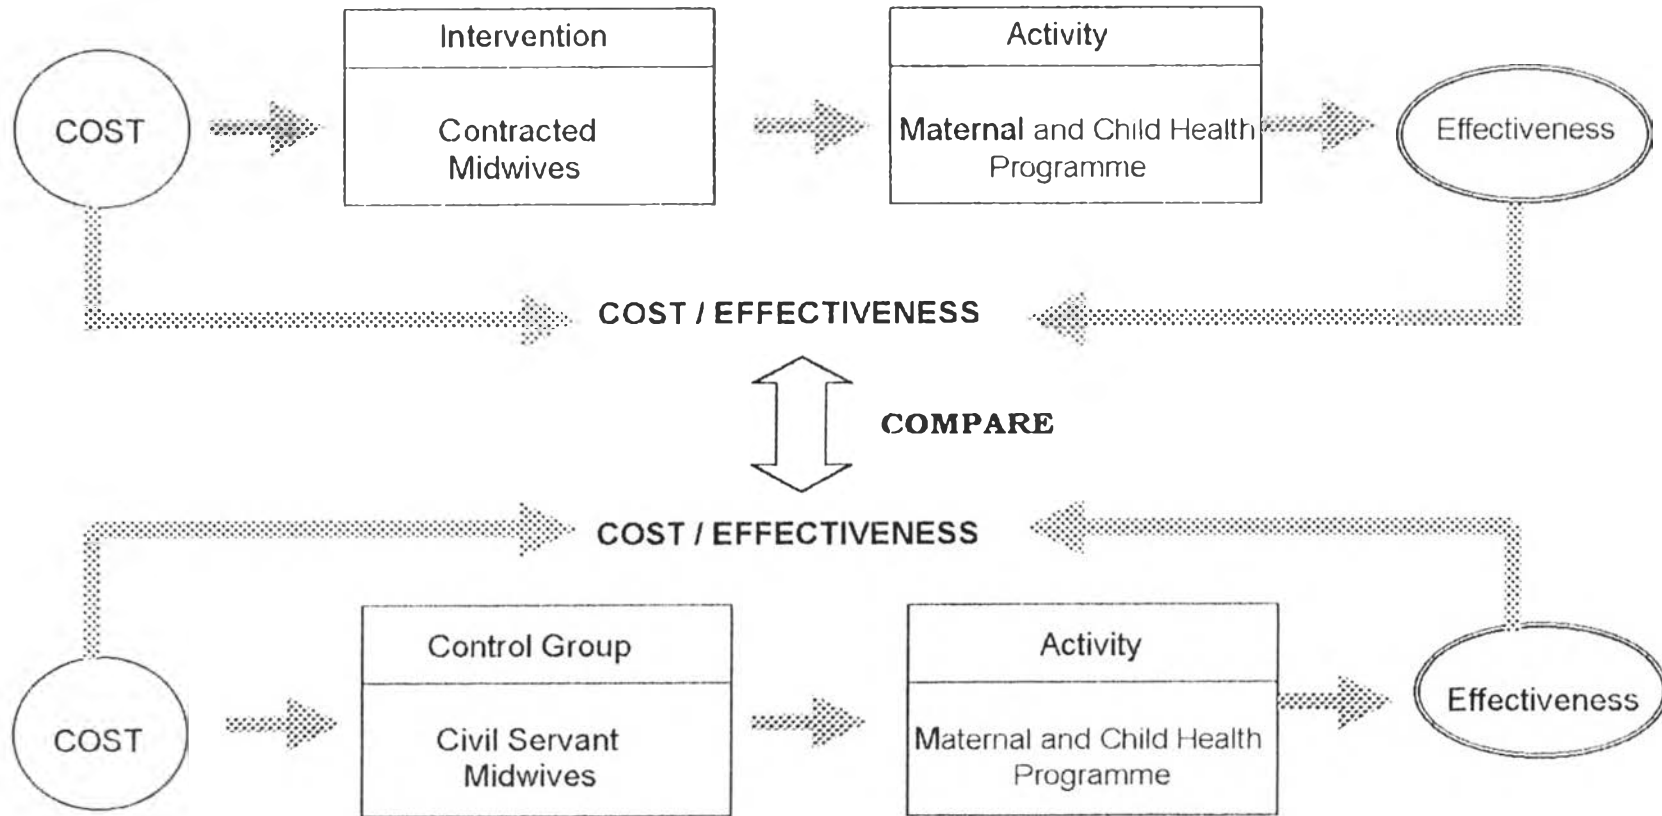 Intervention
Activity
COST
Contracted
Midwives
Maternal and Child Health
Programme
Effectiveness
COST / EFFECTIVENESS
COMPARE
COST / EFFECTIVENESS
Control Group
Activity
COST
Civil Servant
Midwives
Maternal and Child Health
Programme
Effectiveness